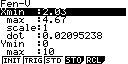 Fen-V
Xmin :2.03
max :4.67
scale:1
dot :0.02095238
Ymin :0
max :10
INIT TRIG STD STO RCL